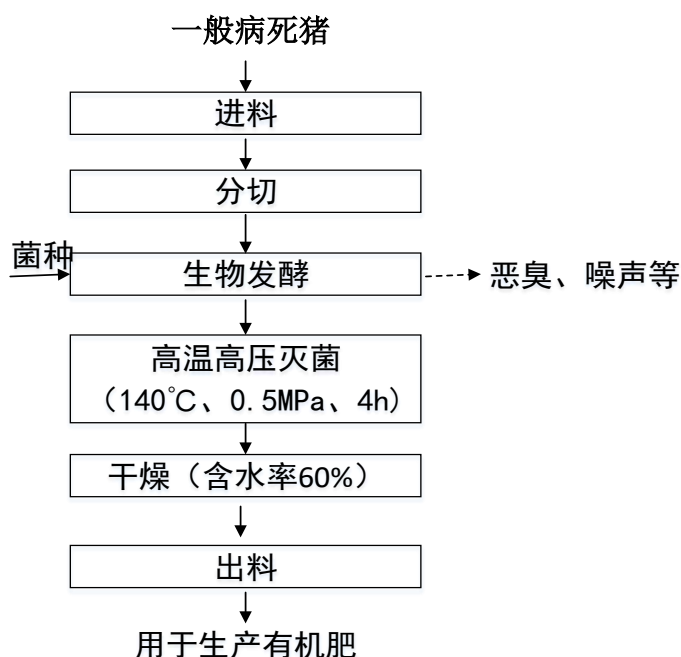 一般病死猪
进料
分切
菌种
生物发酵
恶臭、噪声等
高温高压灭菌
（140℃、0.5MPa、4h）
干燥（含水率60%）
出料
用于生产有机肥